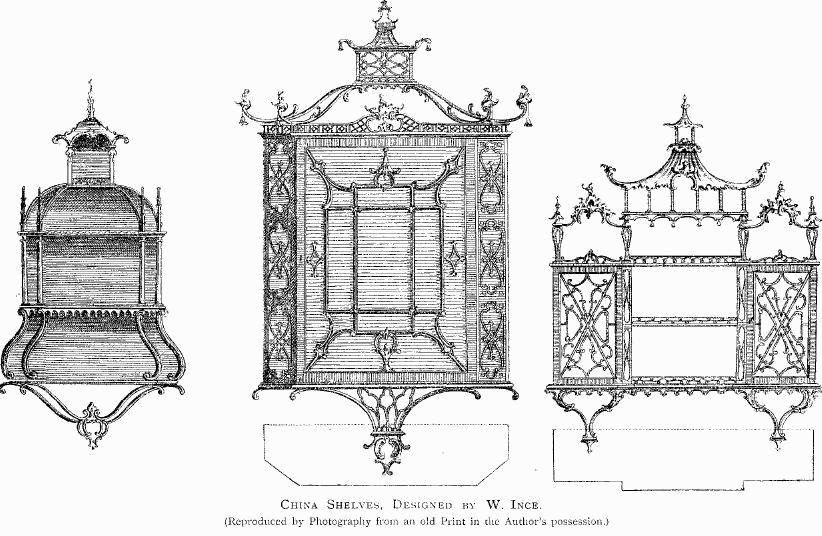 China Shelves, Designed by W. Ince.
(Reproduced by Photography from an old Print in the Author's possession.)